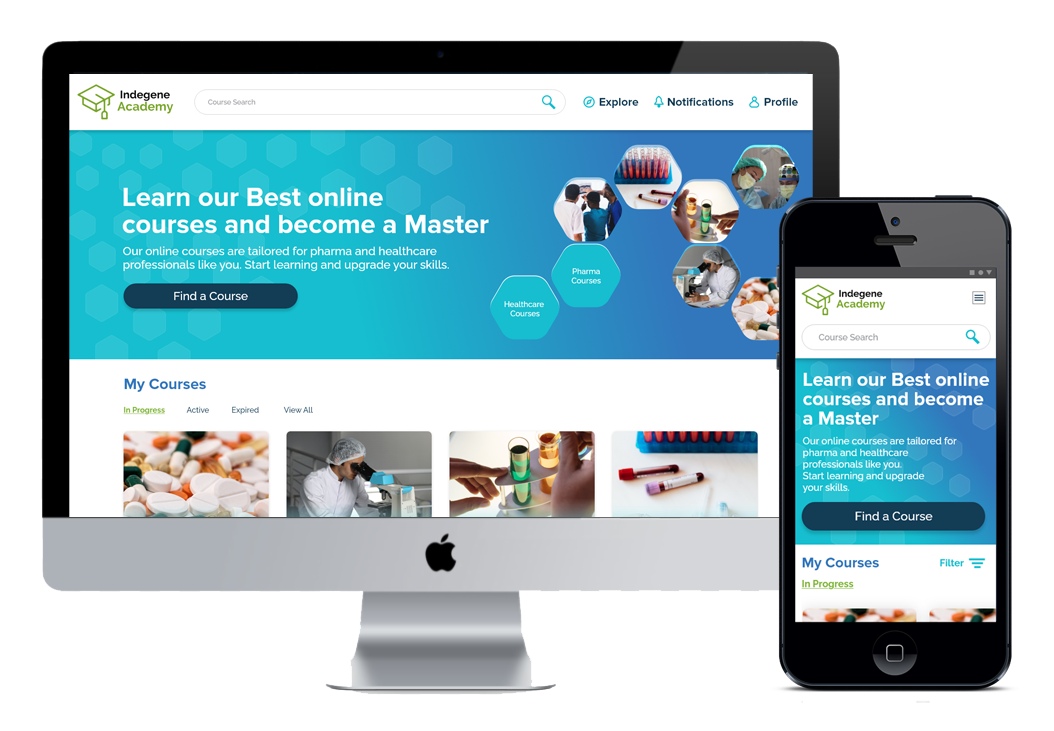 Indegene
Academy
Course Search
Explore
Notifications
Profile
Learn our Best online
courses and become a Master
Our online courses are tailored for pharma and healthcare
professionals like you. Start learning and upgrade your skills.
Find a Course
Pharma
Courses
Healthcare
Courses
My Courses
In Progress
Active
Expired
View All
Indegene
Academy
Course Search
Learn our Best online
courses and become
a Master
Our online courses are tailored for
pharma and healthcare
professionals like you.
Start learning and upgrade
your skills.
Find a Course
My Courses
Filter
In Progress